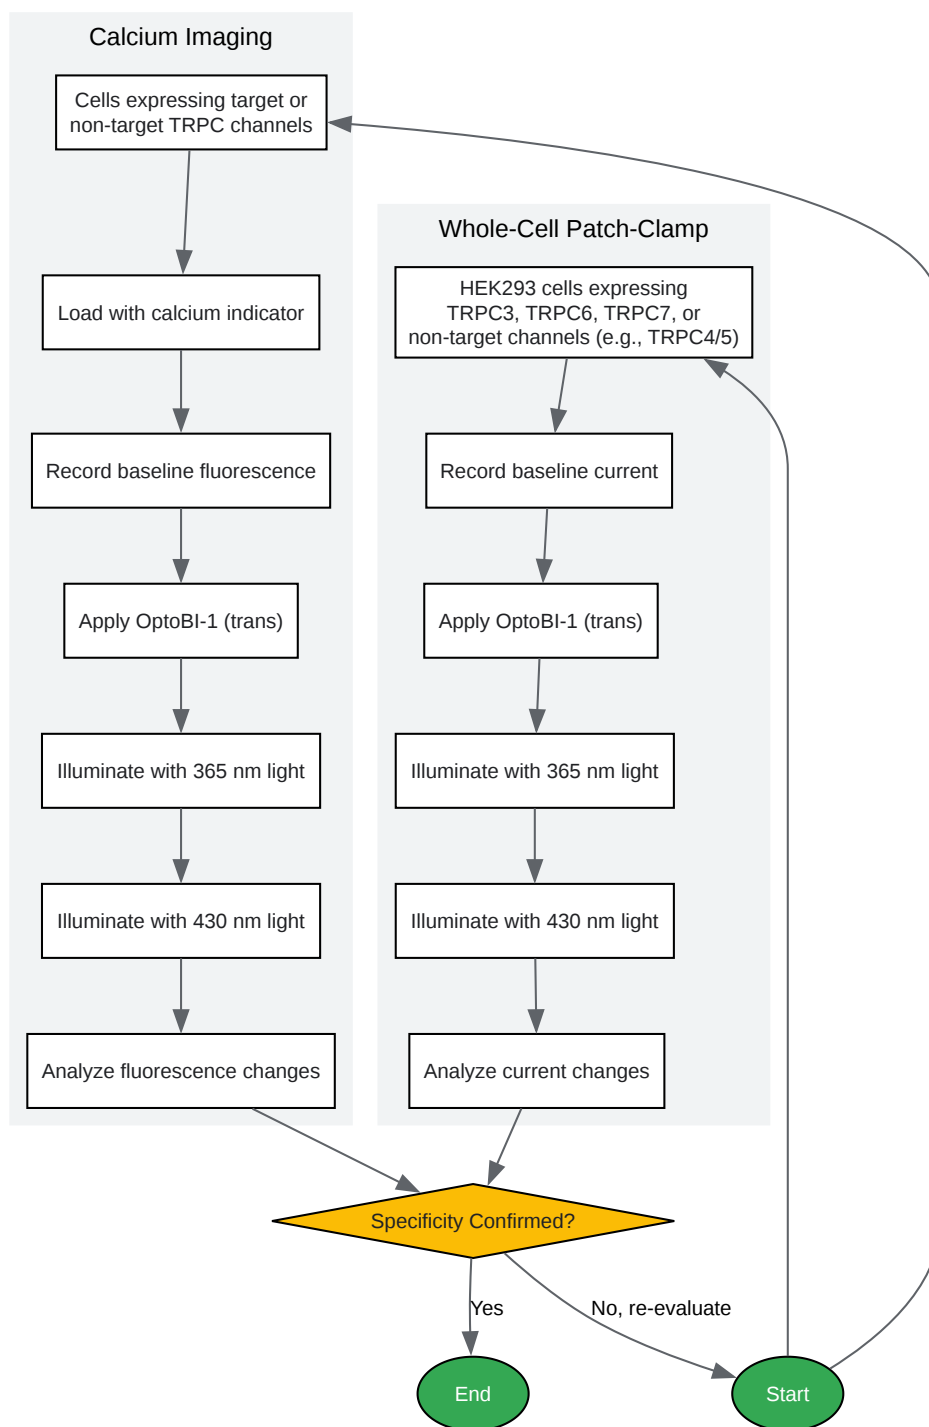 Calcium Imaging
Cells expressing target or
non-target TRPC channels
Load with calcium indicator
Record baseline fluorescence
Apply OptoBI-1 (trans)
Illuminate with 365 nm light
Illuminate with 430 nm light
Analyze fluorescence changes
Whole-Cell Patch-Clamp
HEK293 cells expressing
TRPC3, TRPC6, TRPC7, or
non-target channels (e.g., TRPC4/5)
Record baseline current
Apply OptoBI-1 (trans)
Illuminate with 365 nm light
Illuminate with 430 nm light
Analyze current changes
Specificity Confirmed?
Yes
No, re-evaluate
End
Start